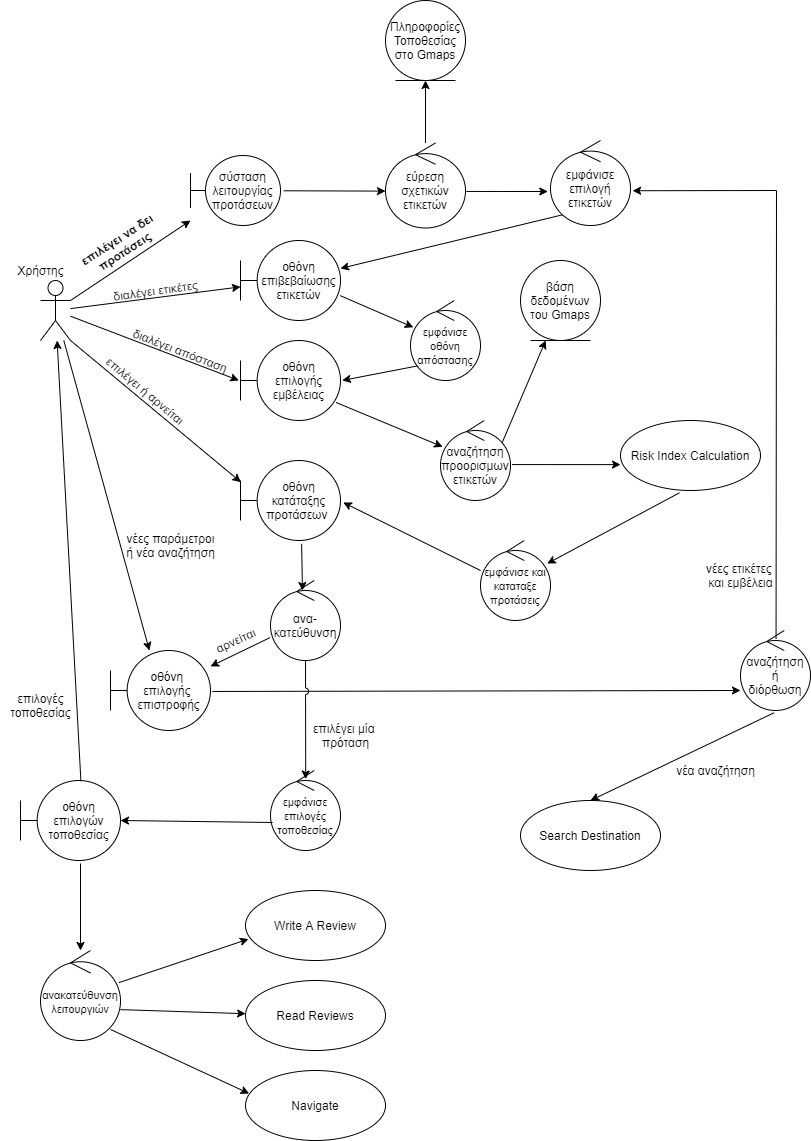 Πληροφορίες
Τοποθεσίας
στο Gmaps
σύσταση
λειτουργίας
προτάσεων
εύρεση
σχετικών
ετικετών
εμφάνισε
επιλογή
ετικετών
επιλέγει να δει
προτάσεις
Χρήστης
διαλέγει ετικέτες
οθόνη
επιβεβαίωσης
ετικετών
βάση
δεδομένων
του Gmaps
διαλέγει απόσταση
εμφάνισε
οθόνη
απόστασης
οθόνη
επιλογής
εμβέλειας
επιλέγει ή αρνείται
αναζήτηση
προορισμων
ετικετών
Risk Index Calculation
οθόνη
κατάταξης
προτάσεων
νέες παράμετροι
ή νέα αναζήτηση
εμφάνισε και
καταταξε
προτάσεις
νέες ετικέτες
και εμβέλεια
ανα-
κατεύθυνση
αρνείται
οθόνη
επιλογής
επιστροφής
αναζήτηση
ή
διόρθωση
επιλογές
τοποθεσίας
επιλέγει μία
πρόταση
νέα αναζήτηση
οθόνη
επιλογών
τοποθεσίας
εμφάνισε
επιλογές
τοποθεσίας
Search Destination
Write A Review
ανακατεύθυνση
λειτουργιών
Read Reviews
Navigate